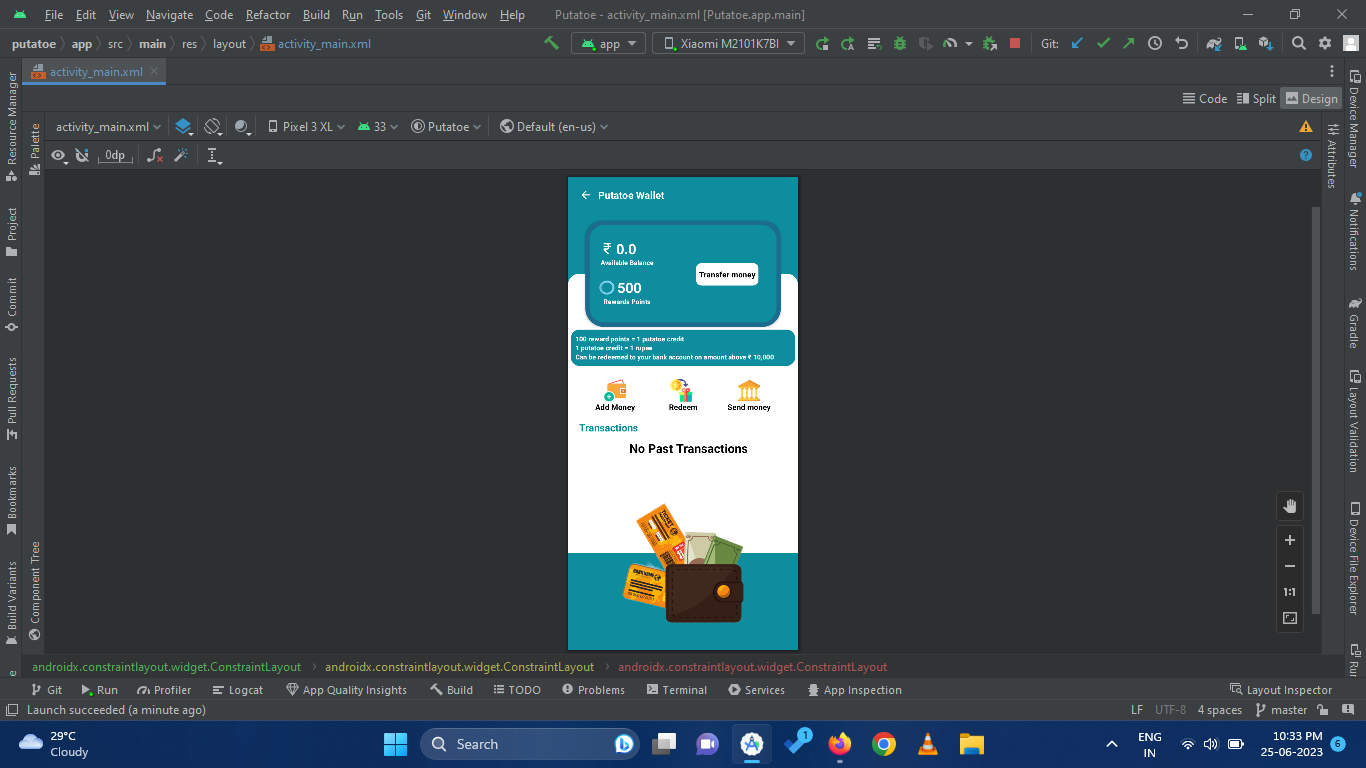 File Edit View Navigate Code Refactor Build Run Tools Git Window Help Putatoe - activity_main.xml [Putatoe.app.main]
putatoe app src main res layout activity_main.xml app Xiaomi M2101K7BI Git:
activity_main.xml
Code Split Design
activity_main.xml Pixel 3 XL 33 Putatoe Default (en-us)
0dp
Resource Manager
Project
Commit
Pull Requests
Bookmarks
Build Variants
Palette
Component Tree
Putatoe Wallet
₹ 0.0
Available Balance
Transfer money
500
Rewards Points
100 reward points = 1 putatoe credit
1 putatoe credit = 1 rupee
Can be redeemed to your bank account on amount above ₹ 10,000
Add Money Redeem Send money
Transactions
No Past Transactions
TICKET
1:1
Attributes
Device Manager
Notifications
Gradle
Layout Validation
Device File Explorer
androidx.constraintlayout.widget.ConstraintLayout androidx.constraintlayout.widget.ConstraintLayout androidx.constraintlayout.widget.ConstraintLayout
Git Run Profiler Logcat App Quality Insights Build TODO Problems Terminal Services App Inspection Layout Inspector
Launch succeeded (a minute ago) LF UTF-8 4 spaces master
29°C
Cloudy
Search
1
ENG
IN
10:33 PM
25-06-2023
6